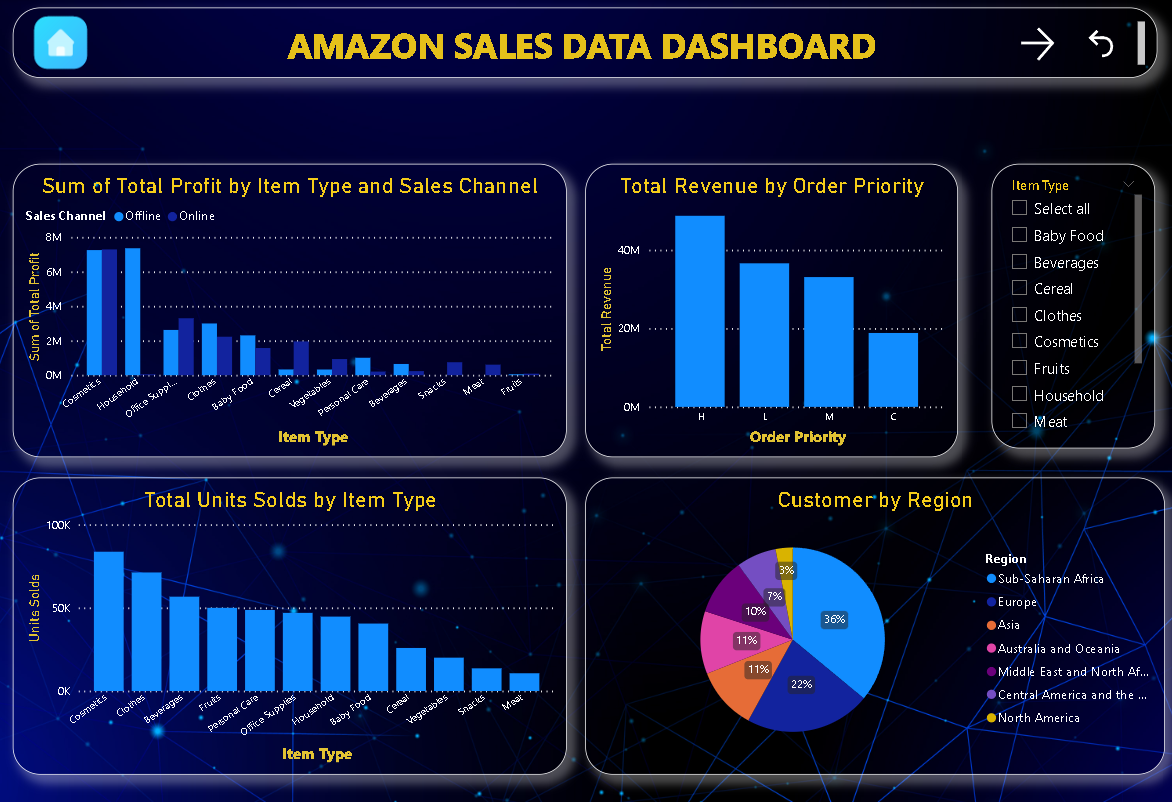 AMAZON SALES DATA DASHBOARD
Sum of Total Profit by Item Type and Sales Channel
Sales Channel Offline Online
Sum of Total Profit
8M
6M
4M
2M
0M
Cosmetics
Household
Office Suppl...
Clothes
Baby Food
Cereal
Vegetables
Personal Care
Beverages
Snacks
Meat
Fruits
Item Type
Total Revenue by Order Priority
Total Revenue
40M
20M
0M
H L M C
Order Priority
Item Type
Select all
Baby Food
Beverages
Cereal
Clothes
Cosmetics
Fruits
Household
Meat
Total Units Solds by Item Type
Units Solds
100K
50K
0K
Cosmetics
Clothes
Beverages
Fruits
Personal Care
Office Supplies
Household
Baby Food
Cereal
Vegetables
Snacks
Meat
Item Type
Customer by Region
3%
7%
10%
11%
11%
22%
36%
Region
Sub-Saharan Africa
Europe
Asia
Australia and Oceania
Middle East and North Af...
Central America and the ...
North America